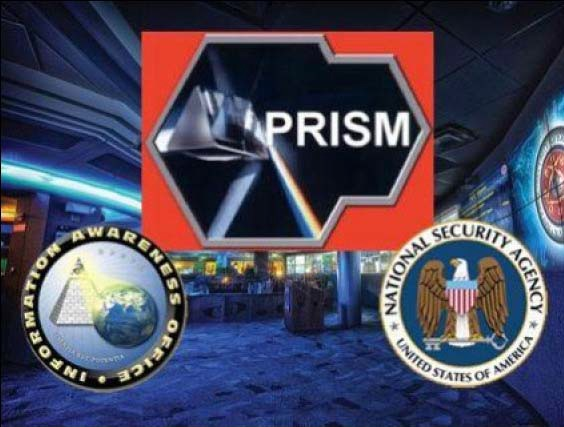 PRISM
INFORMATION AWARENESS OFFICE
NATIONAL SECURITY AGENCY
UNITED STATES OF AMERICA